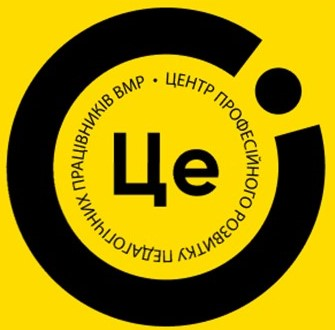 ЦЕНТР ПРОФЕСІЙНОГО РОЗВИТКУ ПЕДАГОГІЧНИХ ПРАЦІВНИКІВ ВМР •
Це